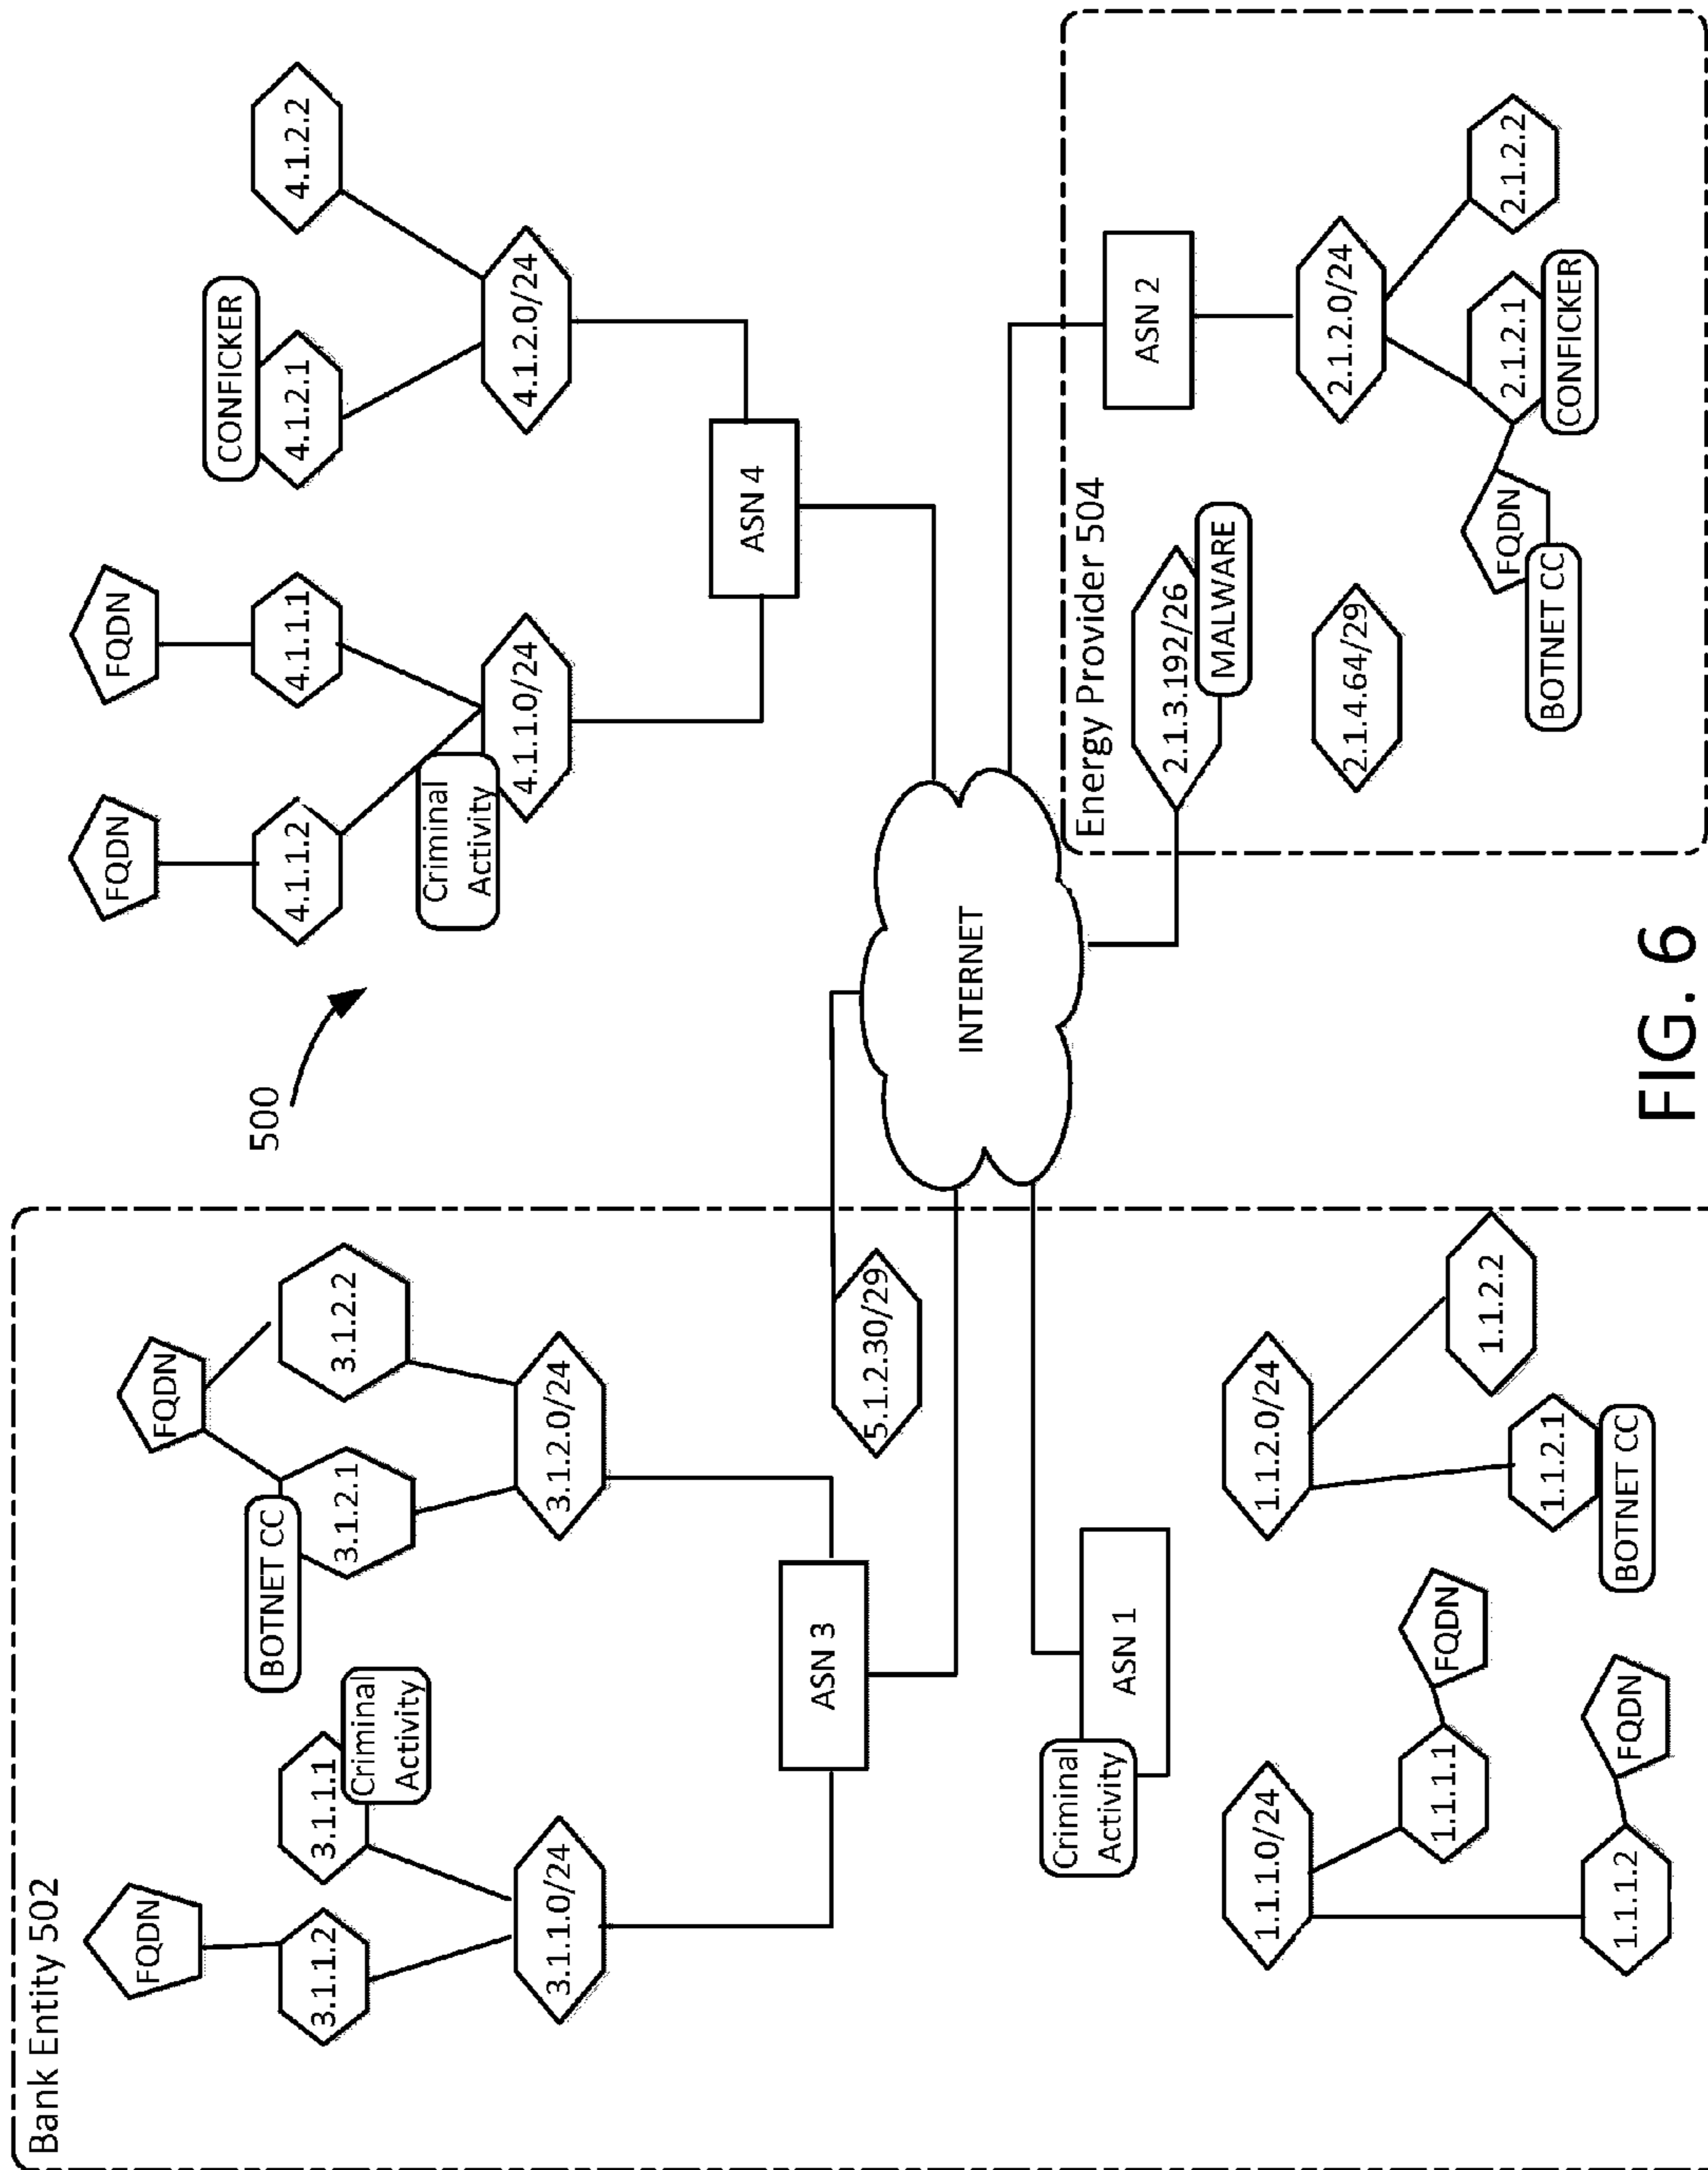 Bank Entity 502
FQDN
3.1.1.2
3.1.1.1
Criminal
Activity
3.1.1.0/24
BOTNET CC
FQDN
3.1.2.1
3.1.2.2
3.1.2.0/24
ASN 3
5.1.2.30/29
Criminal
Activity
ASN 1
1.1.1.0/24
1.1.1.1
FQDN
1.1.1.2
FQDN
1.1.2.0/24
1.1.2.1
BOTNET CC
1.1.2.2
500
INTERNET
FQDN
FQDN
4.1.1.2
4.1.1.1
Criminal
Activity
4.1.1.0/24
CONFICKER
4.1.2.1
4.1.2.2
4.1.2.0/24
ASN 4
Energy Provider 504
2.1.3.192/26
MALWARE
2.1.4.64/29
ASN 2
2.1.2.0/24
FQDN
BOTNET CC
2.1.2.1
CONFICKER
2.1.2.2
FIG. 6